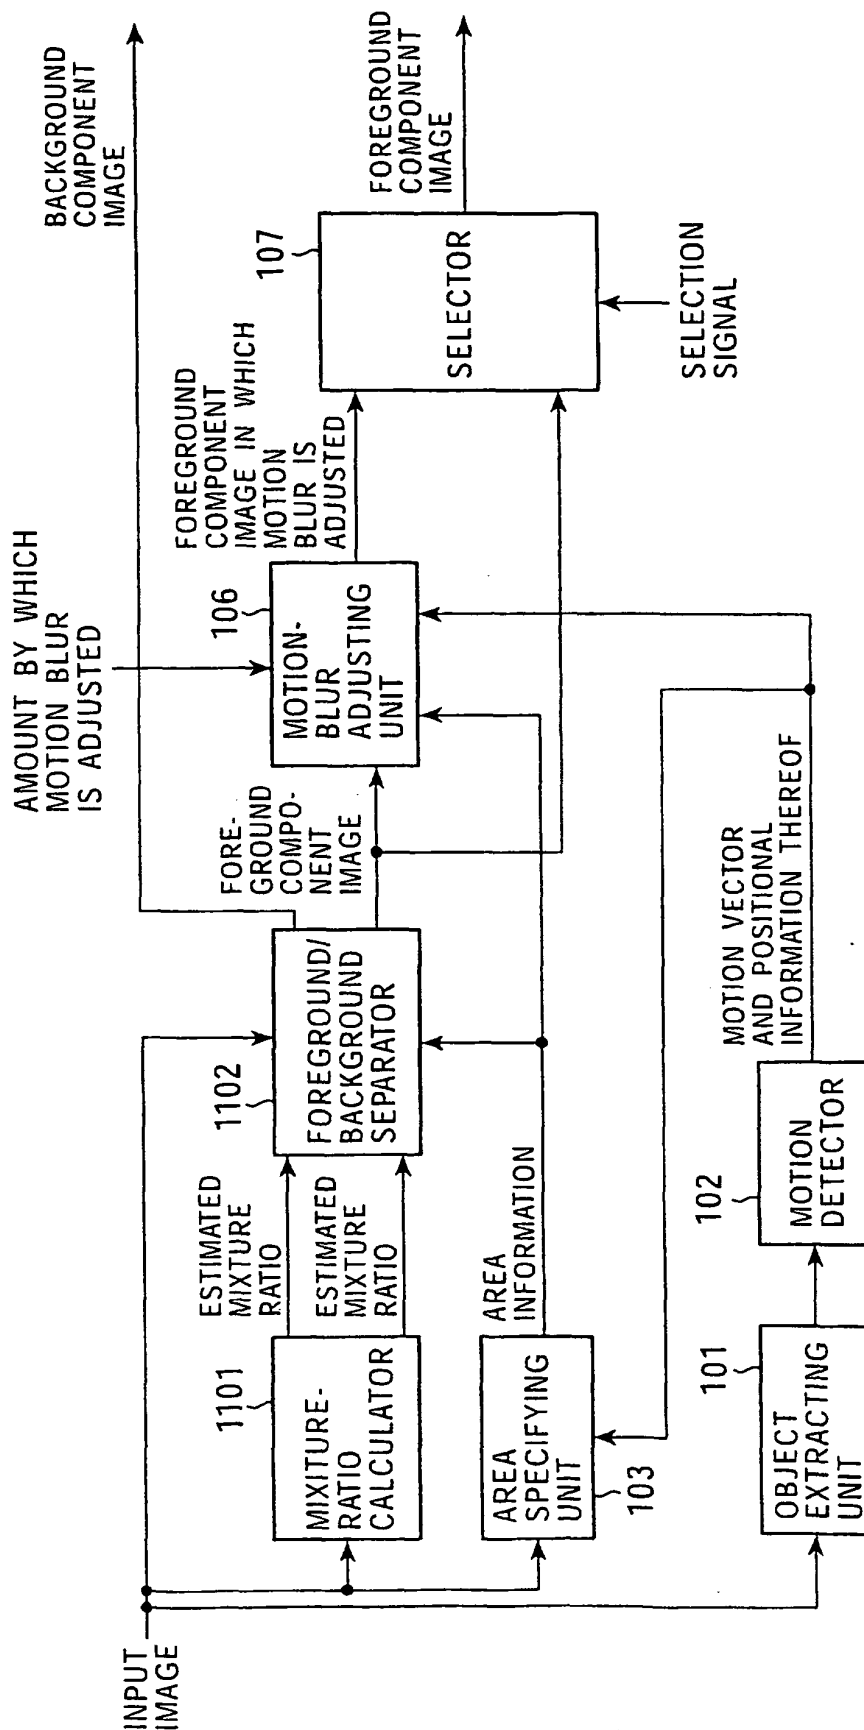 INPUT
IMAGE
1101
MIXITURE-
RATIO
CALCULATOR
ESTIMATED
MIXTURE
RATIO
ESTIMATED
MIXTURE
RATIO
1102
FOREGROUND/
BACKGROUND
SEPARATOR
FORE-
GROUND
COMPO-
NENT
IMAGE
AMOUNT BY WHICH
MOTION BLUR
IS ADJUSTED
106
MOTION-
BLUR
ADJUSTING
UNIT
FOREGROUND
COMPONENT
IMAGE IN WHICH
MOTION
BLUR IS
ADJUSTED
BACKGROUND
COMPONENT
IMAGE
107
SELECTOR
FOREGROUND
COMPONENT
IMAGE
SELECTION
SIGNAL
AREA
SPECIFYING
UNIT
103
AREA
INFORMATION
101
OBJECT
EXTRACTING
UNIT
102
MOTION
DETECTOR
MOTION VECTOR
AND POSITIONAL
INFORMATION THEREOF